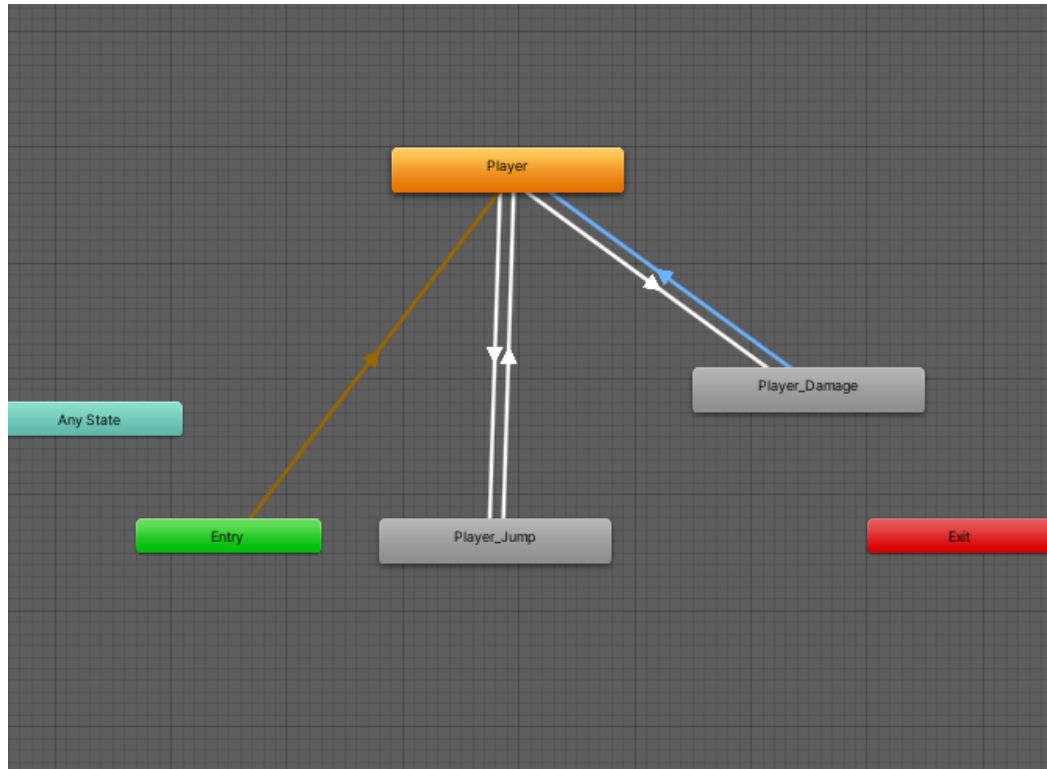 Player
Player_Damage
Any State
Entry
Player_Jump
Exit